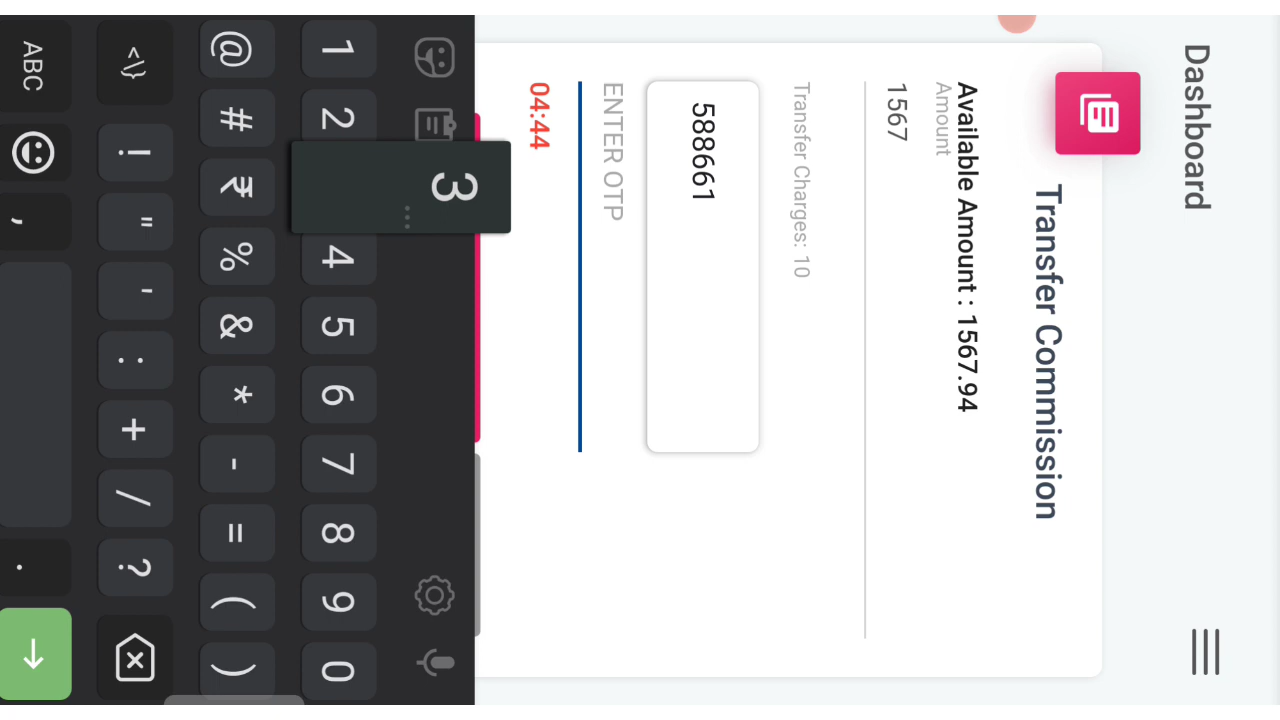 Dashboard
Transfer Commission
Available Amount : 1567.94
Amount
1567
Transfer Charges: 10
588661
ENTER OTP
04:44
3
1 2 4 5 6 7 8 9 0
@ # ₹ % & * - = ( )
<\} ! " ' : + / ?
ABC , .